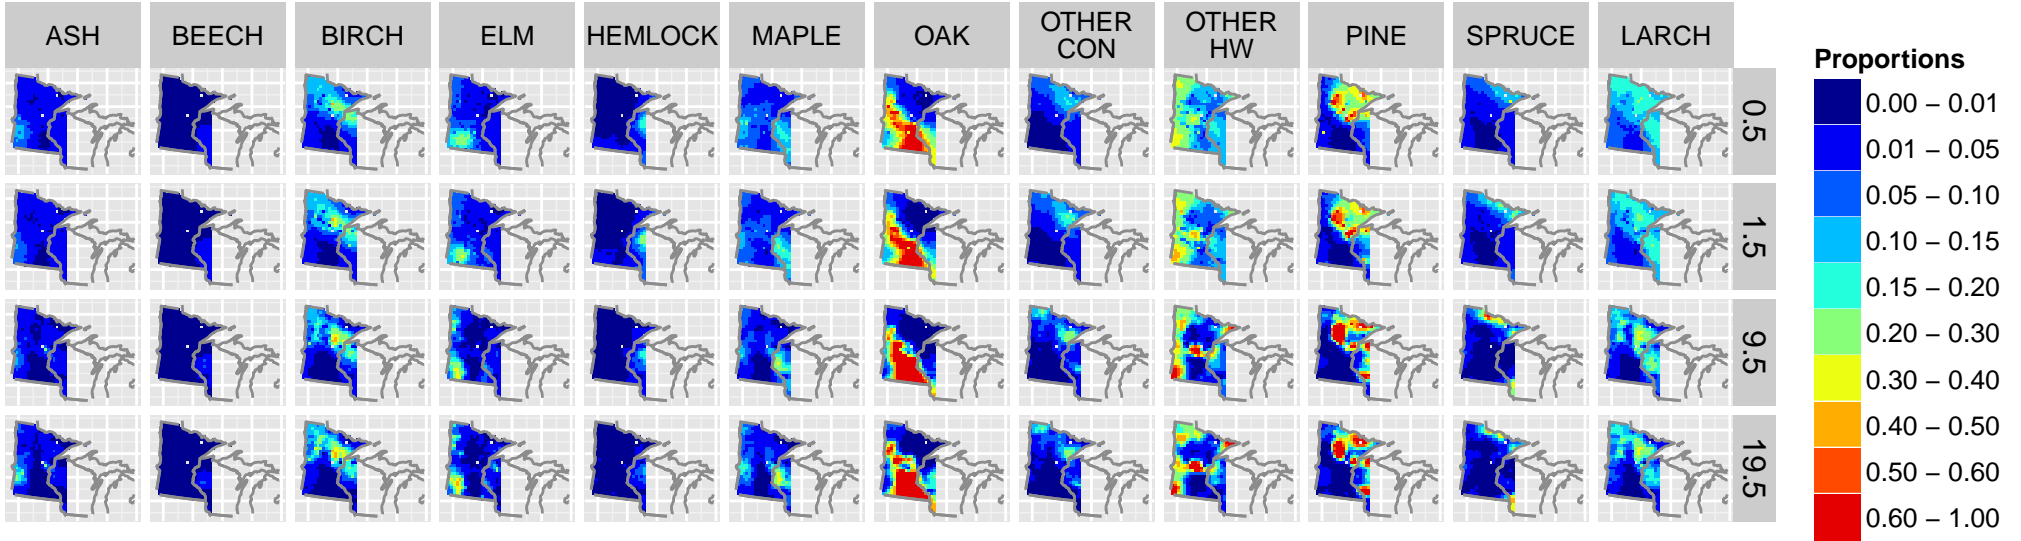 ASH
BEECH
BIRCH
ELM
HEMLOCK
MAPLE
OAK
OTHER
CON
OTHER
HW
PINE
SPRUCE
LARCH
0.5
1.5
9.5
19.5
Proportions
0.00 − 0.01
0.01 − 0.05
0.05 − 0.10
0.10 − 0.15
0.15 − 0.20
0.20 − 0.30
0.30 − 0.40
0.40 − 0.50
0.50 − 0.60
0.60 − 1.00